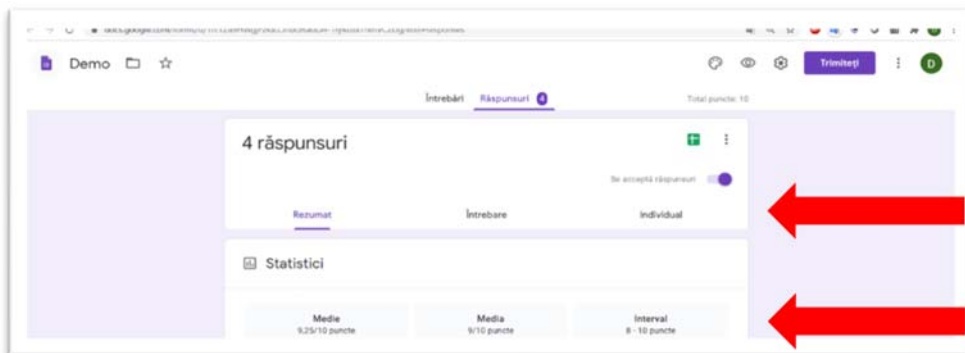 Demo
Trimiteți
D
Întrebări Răspunsuri 4
Total puncte: 10
4 răspunsuri
Se acceptă răspunsuri
Rezumat Întrebare Individual
Statistici
Medie Media Interval
9,25/10 puncte 9/10 puncte 8 - 10 puncte